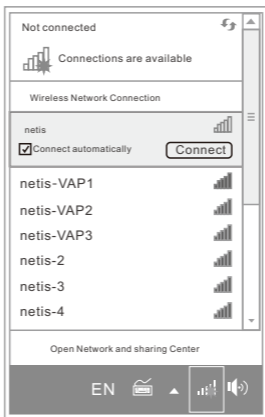 Not connected
Connections are available
Wireless Network Connection
netis
Connect automatically
Connect
netis-VAP1
netis-VAP2
netis-VAP3
netis-2
netis-3
netis-4
Open Network and sharing Center
EN